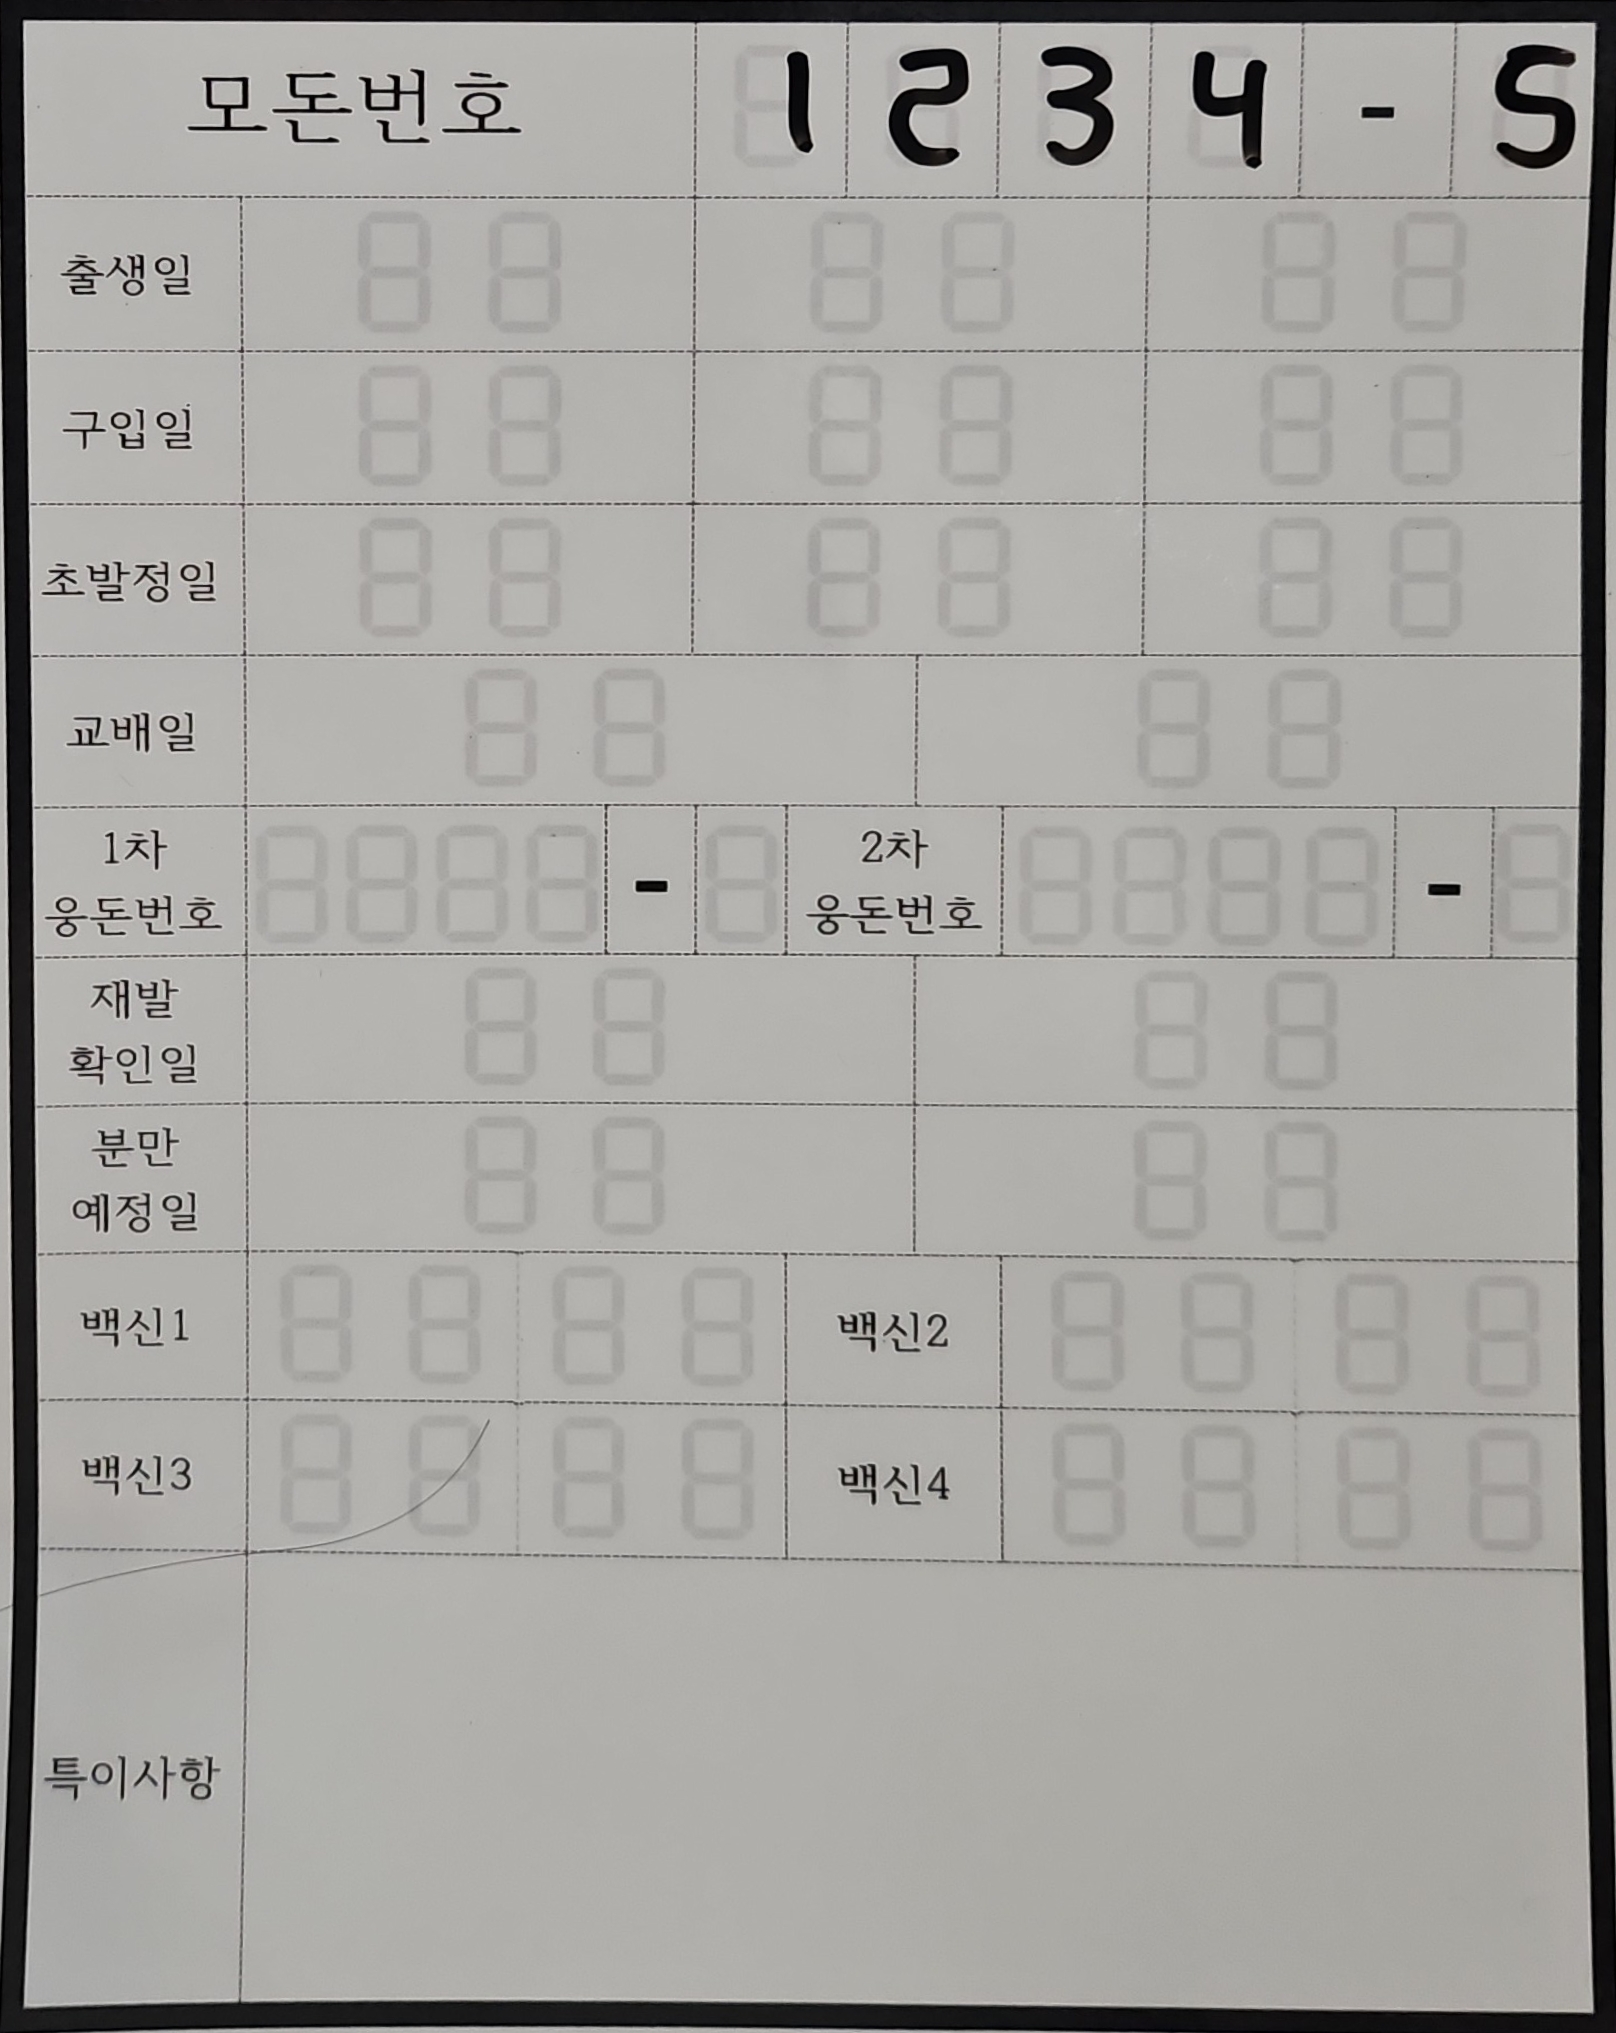 모돈번호 1 2 3 4 - 5
출생일
구입일
초발정일
교배일
1차 웅돈번호 - 2차 웅돈번호 -
재발 확인일
분만 예정일
백신1 백신2
백신3 백신4
특이사항